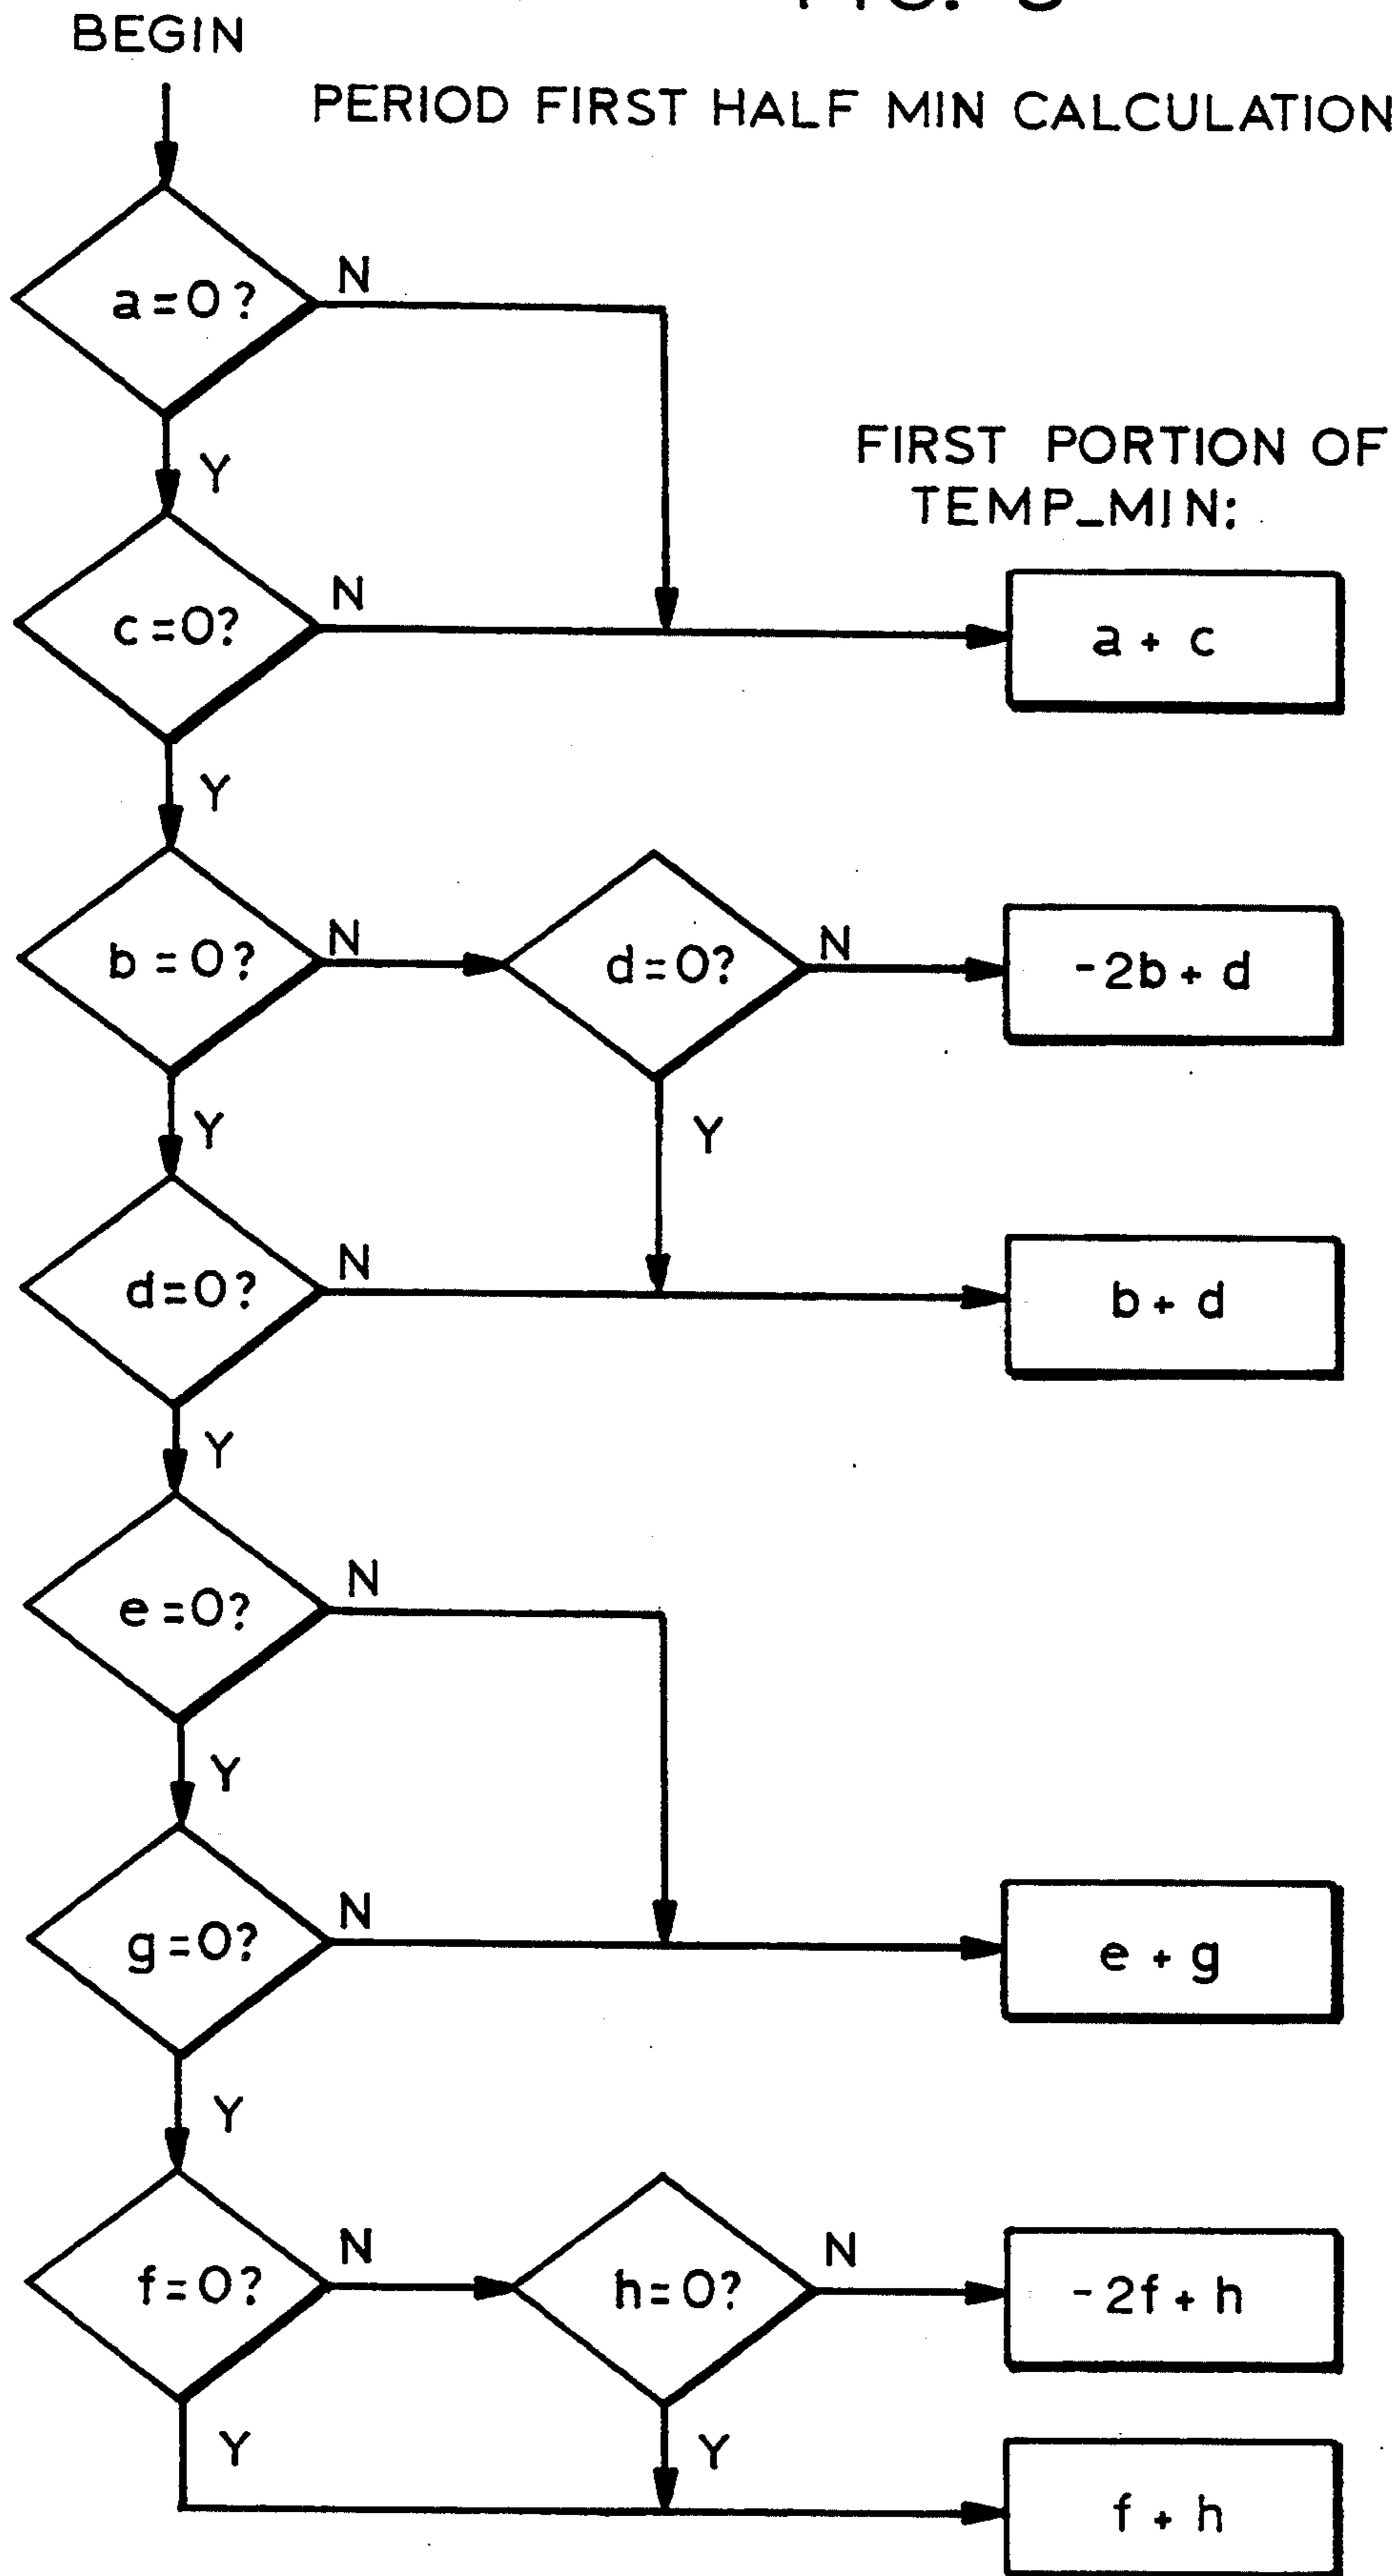 BEGIN
PERIOD FIRST HALF MIN CALCULATION
a=0?
N
Y
FIRST PORTION OF
TEMP_MIN:
c=0?
N
a + c
Y
b=0?
N
d=0?
N
-2b + d
Y
Y
d=0?
N
b + d
Y
e=0?
N
Y
g=0?
N
e + g
Y
f=0?
N
h=0?
N
-2f + h
Y
Y
f + h